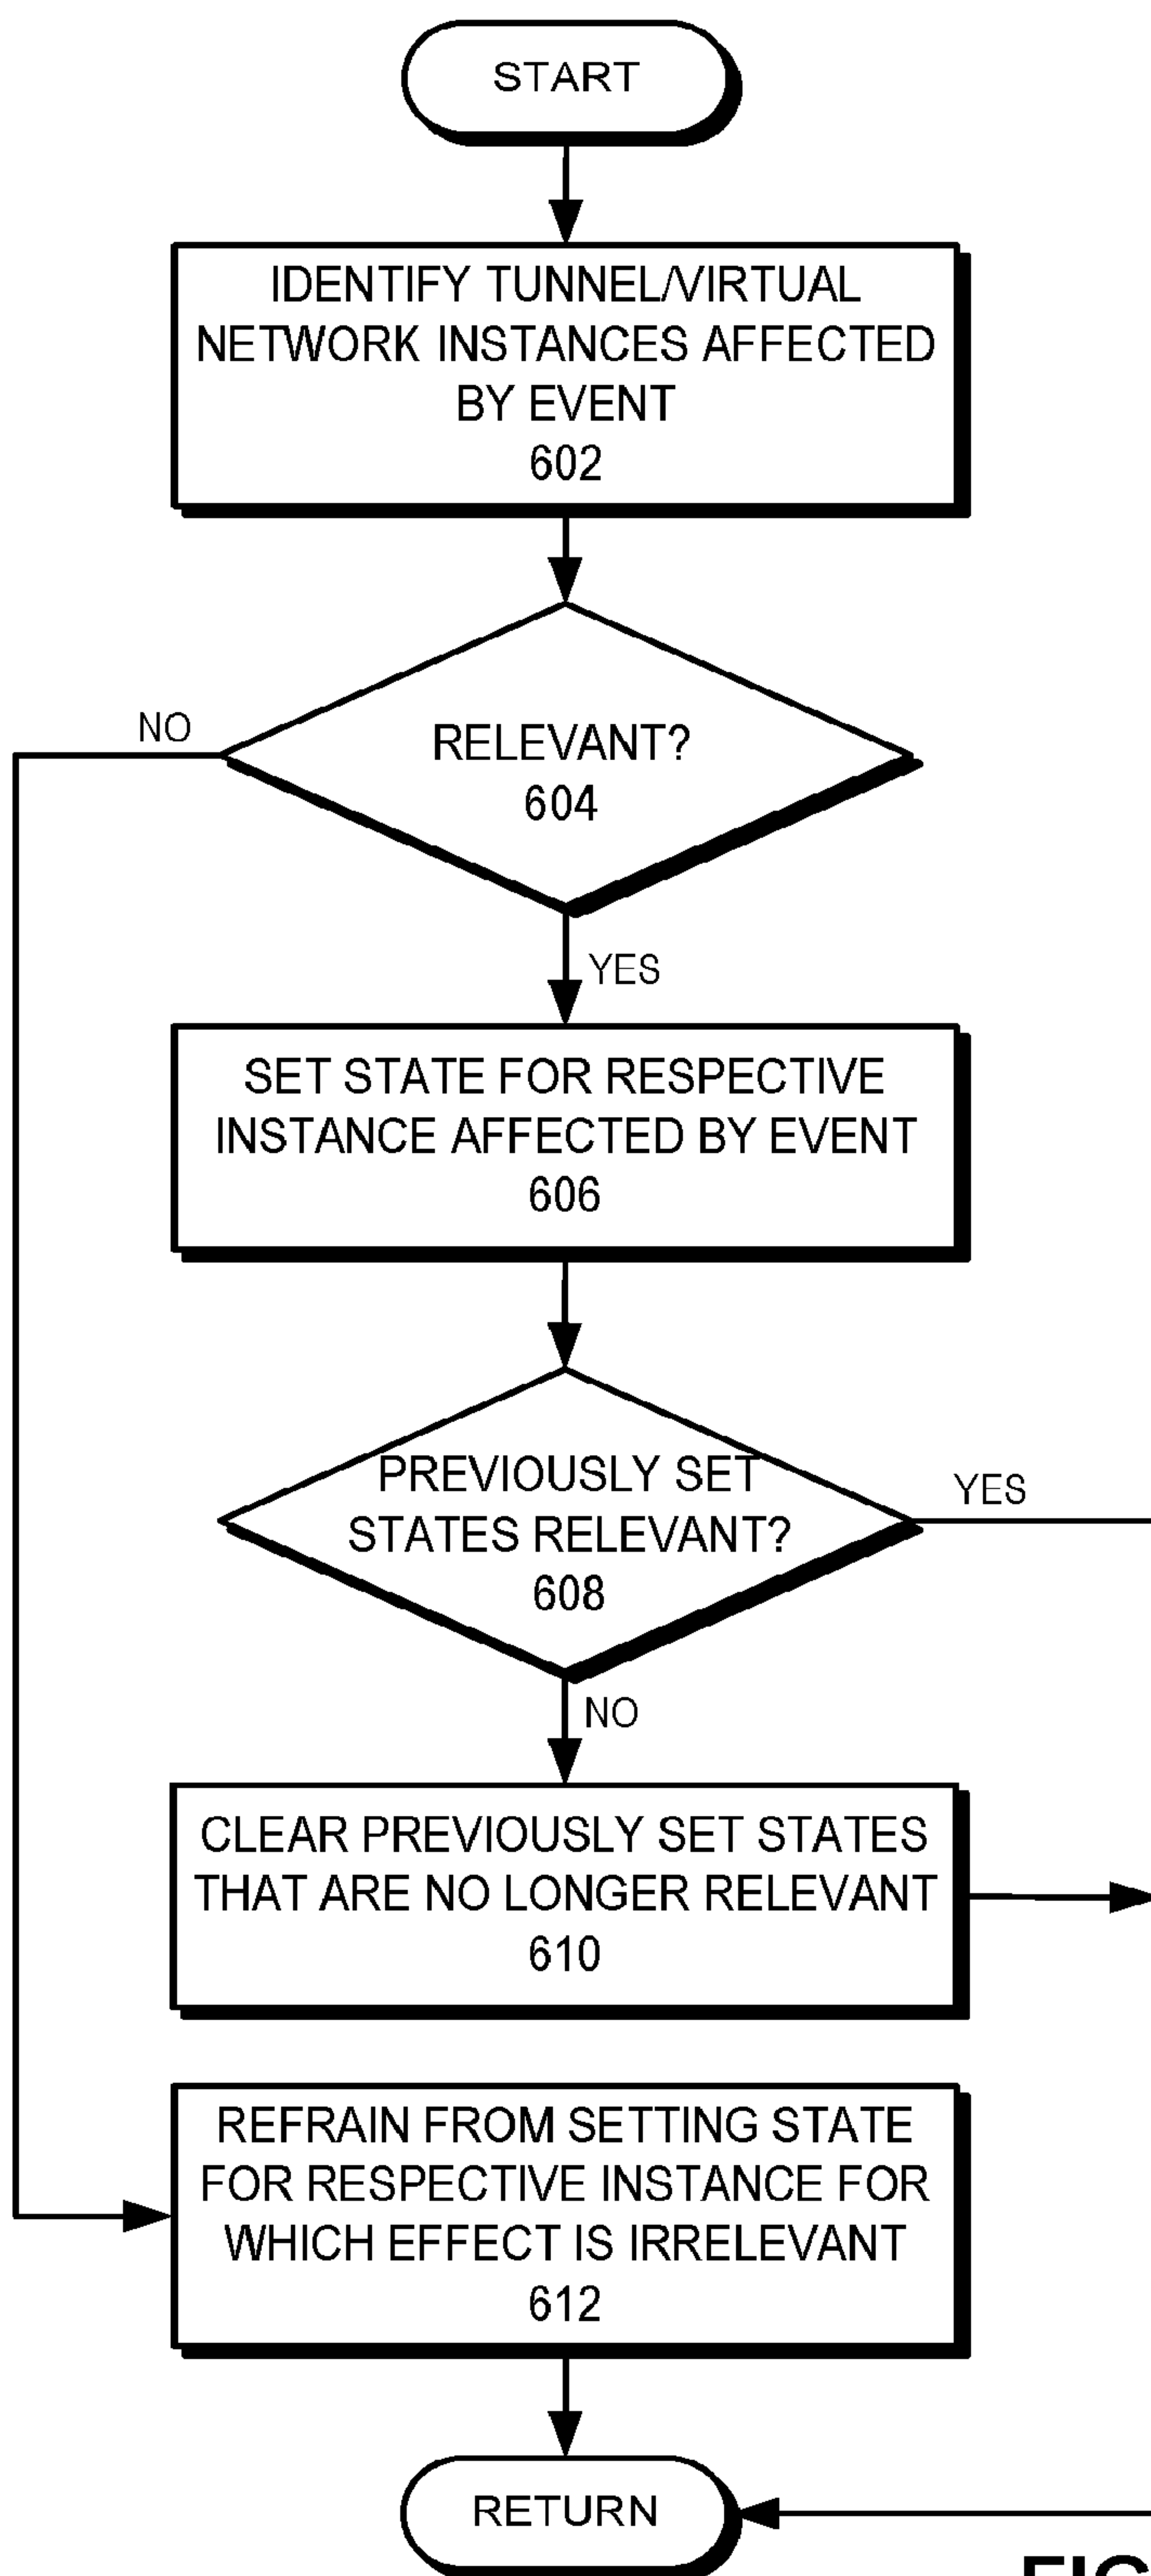 START
IDENTIFY TUNNEL/VIRTUAL
NETWORK INSTANCES AFFECTED
BY EVENT
602
NO
RELEVANT?
604
YES
SET STATE FOR RESPECTIVE
INSTANCE AFFECTED BY EVENT
606
PREVIOUSLY SET
STATES RELEVANT?
608
YES
NO
CLEAR PREVIOUSLY SET STATES
THAT ARE NO LONGER RELEVANT
610
REFRAIN FROM SETTING STATE
FOR RESPECTIVE INSTANCE FOR
WHICH EFFECT IS IRRELEVANT
612
RETURN